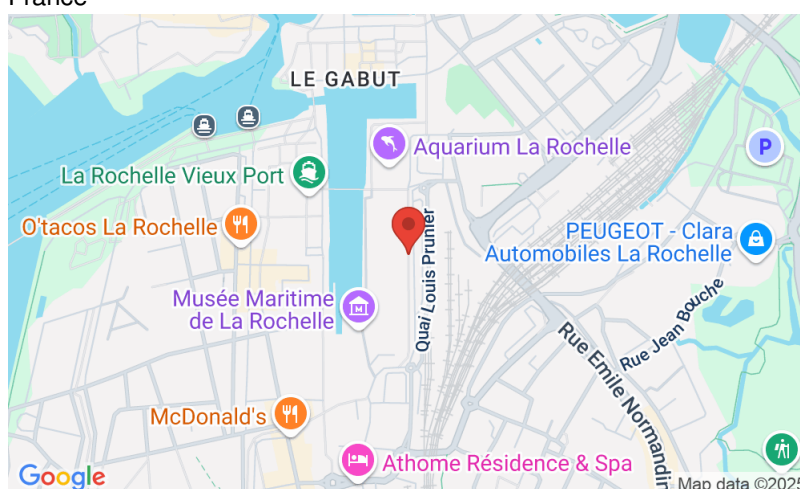 France
LE GABUT
Aquarium La Rochelle
P
La Rochelle Vieux Port
O'tacos La Rochelle
Quai Louis Prunier
PEUGEOT - Clara
Automobiles La Rochelle
Musée Maritime
de La Rochelle
M
Rue Jean Bouche
Rue Emile Normandin
McDonald's
Athome Résidence & Spa
Google
Map data ©2025